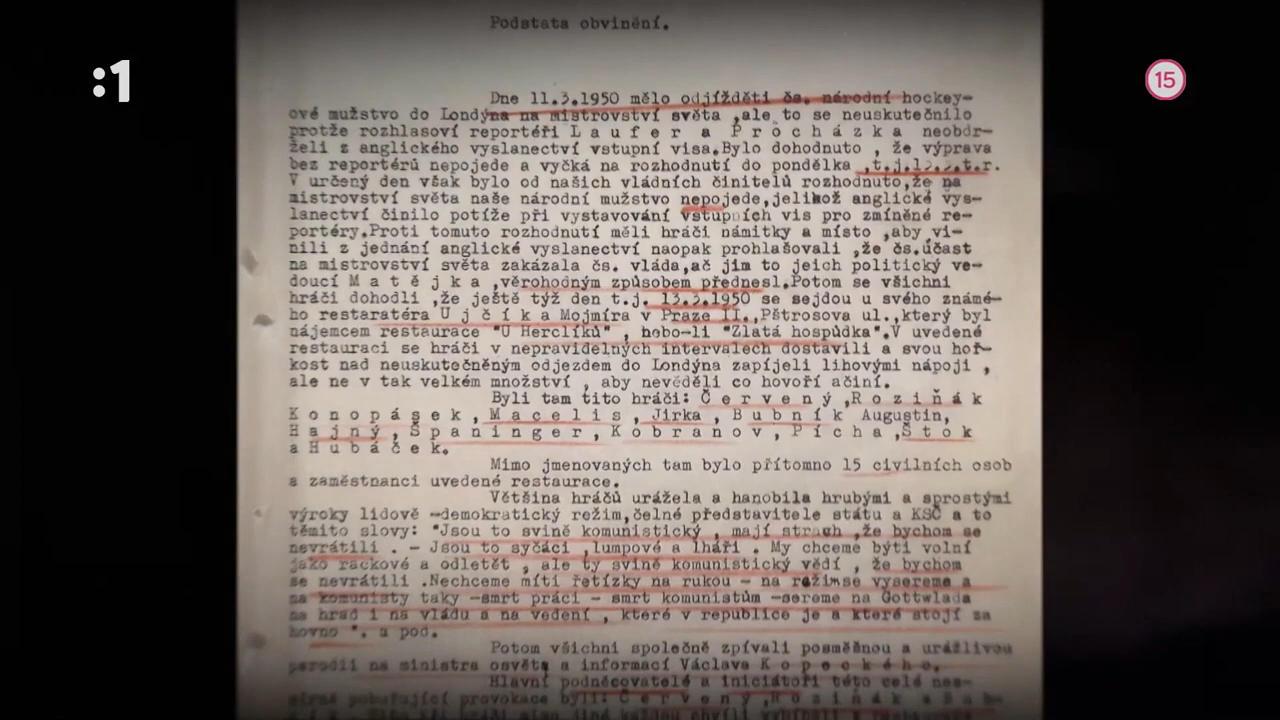 :1
15
Podstata obvinění.
Dne 11.3.1950 mělo odjížděti čs. národní hockey-
ové mužstvo do Londýna na mistrovství světa ,ale to se neuskutečnilo
protže rozhlasoví reportéři L a u f e r a P r o c h á z k a neobdr-
želi z anglického vyslanectví vstupní visa.Bylo dohodnuto , že výprava
bez reportérů nepojede a vyčká na rozhodnutí do pondělka ,t.j.13.3.t.r.
V určený den však bylo od našich vládních činitelů rozhodnuto,že na
mistrovství světa naše národní mužstvo nepojede,jelikož anglické vys-
lanectví činilo potíže při vystavování vstupních vis pro zmíněné re-
portéry.Proti tomuto rozhodnutí měli hráči námitky a místo ,aby vi-
nili z jednání anglické vyslanectví naopak prohlašovali ,že čs.účast
na mistrovství světa zakázala čs. vláda,ač jim to jeich politický ve-
doucí M a t ě j k a ,věrohodným způsobem přednesl.Potom se všichni
hráči dohodli ,že ještě týž den t.j. 13.3.1950 se sejdou u svého známé-
ho restaratéra U j č í k a Mojmíra v Praze II.,Pštrosova ul.,který byl
nájemcem restaurace "U Herclíků" , nebo-li "Zlatá hospůdka".V uvedené
restauraci se hráči v nepravidelných intervalech dostavili a svou hoř-
kost nad neuskutečněným odjezdem do Londýna zapíjeli lihovými nápoji ,
ale ne v tak velkém množství , aby nevěděli co hovoří ačiní.
Byli tam tito hráči: Č e r v e n ý ,R o z i ň á k
K o n o p á s e k , M a c e l i s , Jirka , B u b n í k Augustin,
H a j n ý , Š p a n i n g e r , K o b r a n o v , P í c h a ,Š t o k
a H u b á č e k.
Mimo jmenovaných tam bylo přítomno 15 civilních osob
a zaměstnanci uvedené restaurace.
Většina hráčů urážela a hanobila hrubými a sprostými
výroky lidově -demokratický režim,čelné představitele státu a KSČ a to
těmito slovy: "Jsou to svině komunistický , mají strach ,že bychom se
nevrátili . - Jsou to syčáci ,lumpové a lháři . My chceme býti volní
jako rackové a odletět , ale ty svině komunistický vědí , že bychom
se nevrátili .Nechceme míti řetízky na rukou - na režimse vysereme a
na komunisty taky -smrt práci - smrt komunistům -sereme na Gottwlada
na hrad i na vládu a na vedení , které v republice je a které stojí za
hovno ". a pod.
Potom všichni společně zpívali posměšnou a urážlivou
parodii na ministra osvěta a informací Václava K o p e c k é h o.
Hlavní podněcovatelé a iniciátoři této celé nes-
pobuřující provokace byli: Č e r v e n ý ,R o z i ň á k a B u b-